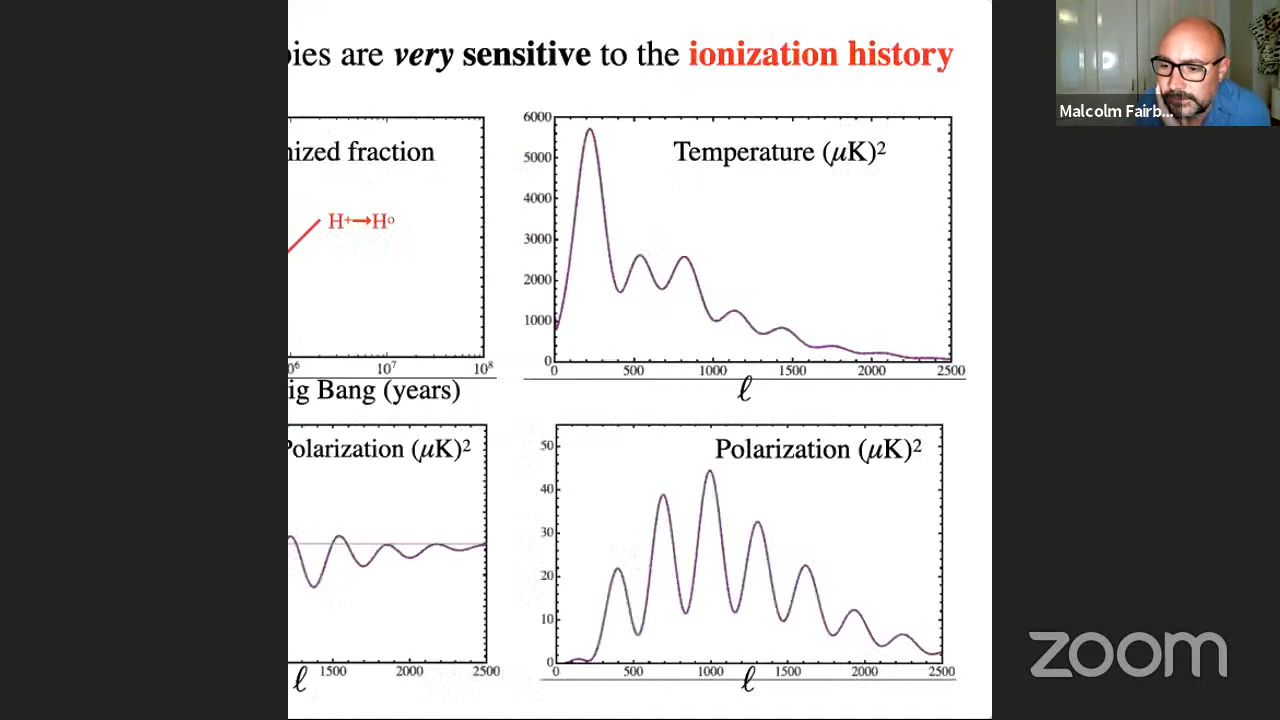 pies are very sensitive to the ionization history
Malcolm Fairb...
nized fraction
H⁺→H⁰
10⁷
10⁸
ig Bang (years)
Temperature (μK)²
6000
5000
4000
3000
2000
1000
0
0 500 1000 1500 2000 2500
ℓ
Polarization (μK)²
1500 2000 2500
ℓ
Polarization (μK)²
50
40
30
20
10
0
0 500 1000 1500 2000 2500
ℓ
zoom